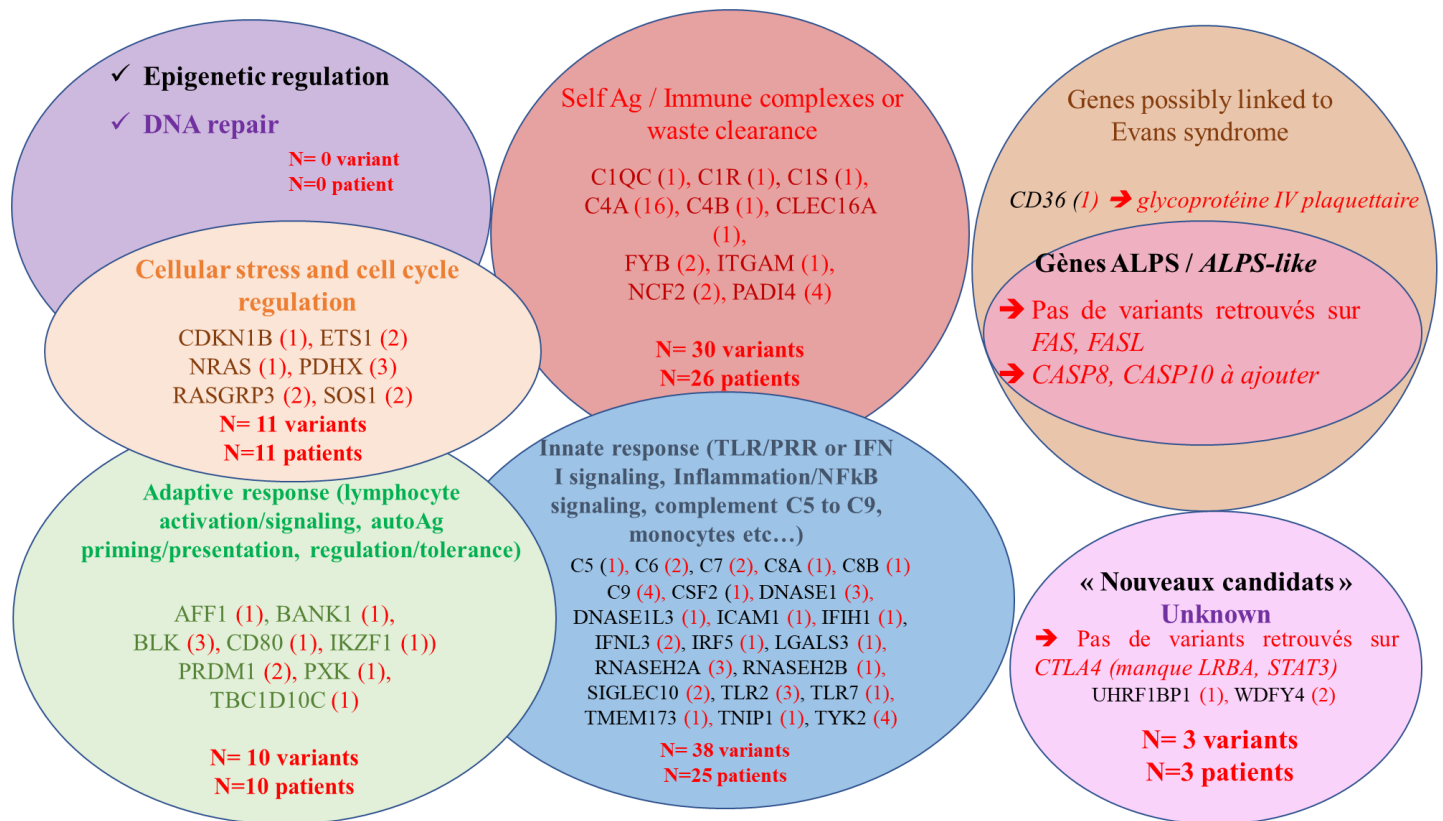 ✓ Epigenetic regulation
✓ DNA repair
N= 0 variant
N=0 patient
Cellular stress and cell cycle
regulation
CDKN1B (1), ETS1 (2)
NRAS (1), PDHX (3)
RASGRP3 (2), SOS1 (2)
N= 11 variants
N=11 patients
Adaptive response (lymphocyte
activation/signaling, autoAg
priming/presentation, regulation/tolerance)
AFF1 (1), BANK1 (1),
BLK (3), CD80 (1), IKZF1 (1))
PRDM1 (2), PXK (1),
TBC1D10C (1)
N= 10 variants
N=10 patients
Self Ag / Immune complexes or
waste clearance
C1QC (1), C1R (1), C1S (1),
C4A (16), C4B (1), CLEC16A
(1),
FYB (2), ITGAM (1),
NCF2 (2), PADI4 (4)
N= 30 variants
N=26 patients
Innate response (TLR/PRR or IFN
I signaling, Inflammation/NFkB
signaling, complement C5 to C9,
monocytes etc…)
C5 (1), C6 (2), C7 (2), C8A (1), C8B (1)
C9 (4), CSF2 (1), DNASE1 (3),
DNASE1L3 (1), ICAM1 (1), IFIH1 (1),
IFNL3 (2), IRF5 (1), LGALS3 (1),
RNASEH2A (3), RNASEH2B (1),
SIGLEC10 (2), TLR2 (3), TLR7 (1),
TMEM173 (1), TNIP1 (1), TYK2 (4)
N= 38 variants
N=25 patients
Genes possibly linked to
Evans syndrome
CD36 (1) ➔ glycoprotéine IV plaquettaire
Gènes ALPS / ALPS-like
➔ Pas de variants retrouvés sur
FAS, FASL
➔ CASP8, CASP10 à ajouter
« Nouveaux candidats »
Unknown
➔ Pas de variants retrouvés sur
CTLA4 (manque LRBA, STAT3)
UHRF1BP1 (1), WDFY4 (2)
N= 3 variants
N=3 patients